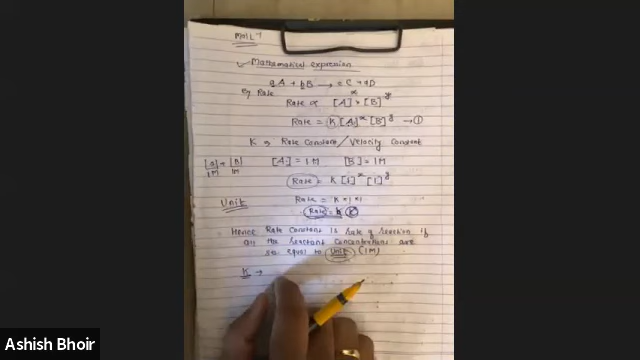 Mathematical expression
aA + bB → cC + dD
By Rate
Rate ∝ [A]^x [B]^y
Rate = K[A]^x [B]^y → ①
K ⇒ Rate Constant / Velocity Constant
[A] = 1M [B] = 1M
Rate = K[1]^x [1]^y
Unit
Rate = K × 1 × 1
Rate = K
Hence Rate Constant is rate of reaction if
all the reactant concentrations are
set equal to Unit (1M)
K →
Ashish Bhoir